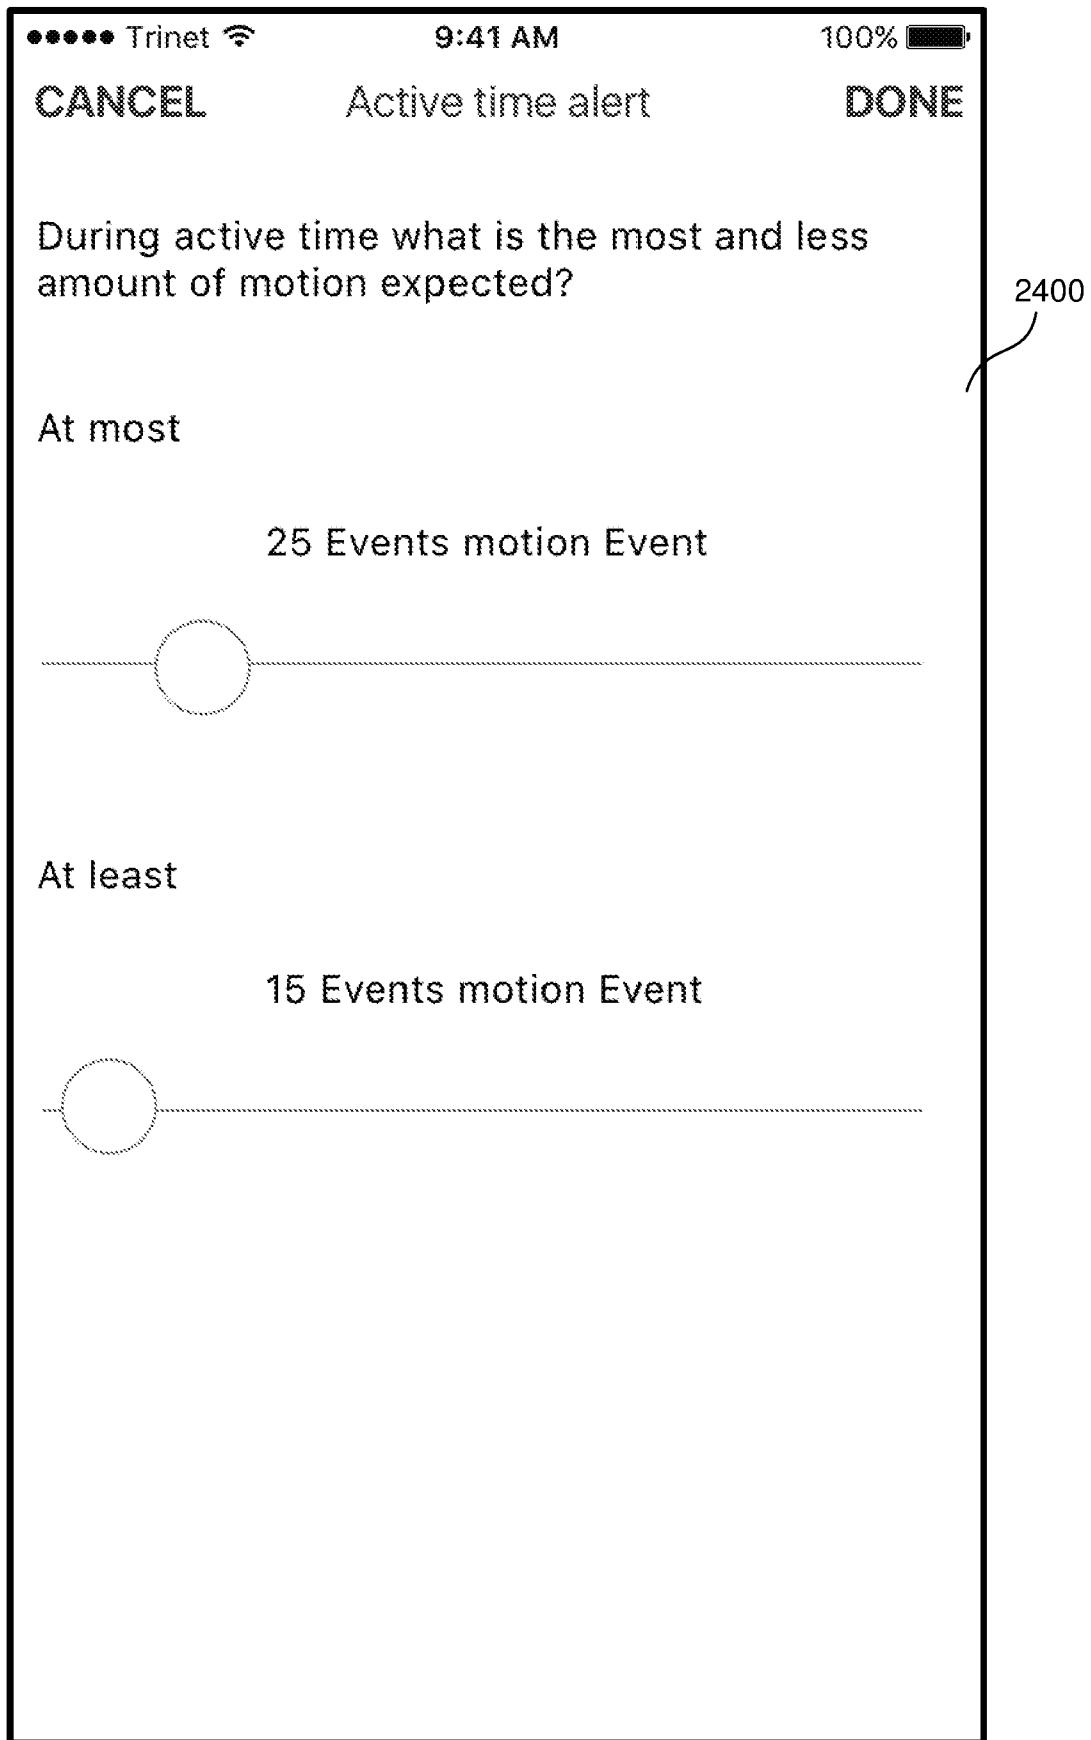 Trinet 9:41 AM 100%
CANCEL Active time alert DONE
During active time what is the most and less
amount of motion expected?
2400
At most
25 Events motion Event
At least
15 Events motion Event